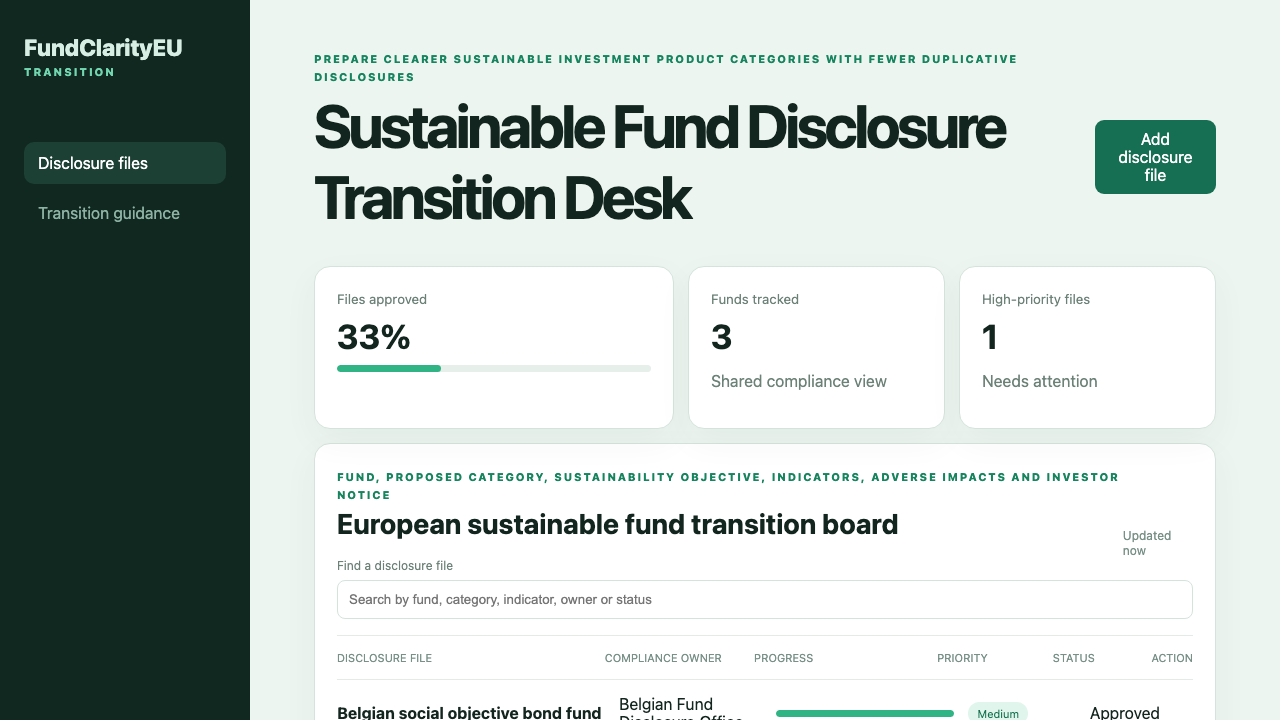 FundClarityEU
TRANSITION
Disclosure files
Transition guidance
PREPARE CLEARER SUSTAINABLE INVESTMENT PRODUCT CATEGORIES WITH FEWER DUPLICATIVE
DISCLOSURES
Sustainable Fund Disclosure
Transition Desk
Add
disclosure
file
Files approved
33%
Funds tracked
3
Shared compliance view
High-priority files
1
Needs attention
FUND, PROPOSED CATEGORY, SUSTAINABILITY OBJECTIVE, INDICATORS, ADVERSE IMPACTS AND INVESTOR
NOTICE
European sustainable fund transition board
Updated
now
Find a disclosure file
Search by fund, category, indicator, owner or status
DISCLOSURE FILE COMPLIANCE OWNER PROGRESS PRIORITY STATUS ACTION
Belgian social objective bond fund
Belgian Fund
Disclosure Office
Medium
Approved